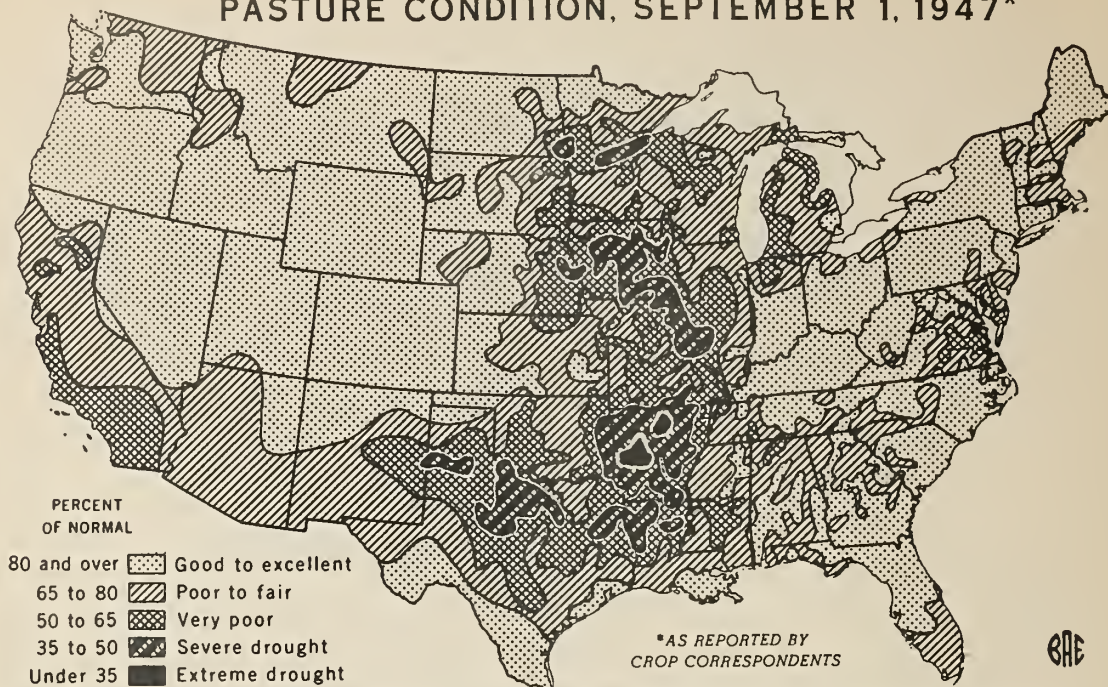 PASTURE CONDITION, SEPTEMBER 1, 1947*
PERCENT
OF NORMAL
80 and over Good to excellent
65 to 80 Poor to fair
50 to 65 Very poor
35 to 50 Severe drought
Under 35 Extreme drought
*AS REPORTED BY
CROP CORRESPONDENTS
BAE